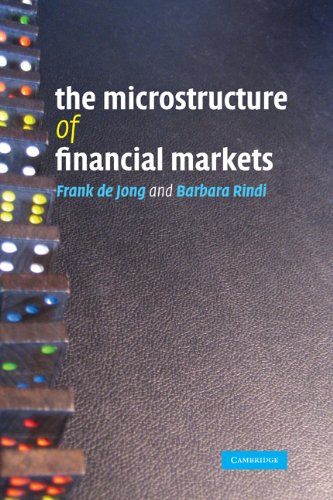 the microstructure
of
financial markets
Frank de Jong and Barbara Rindi
CAMBRIDGE